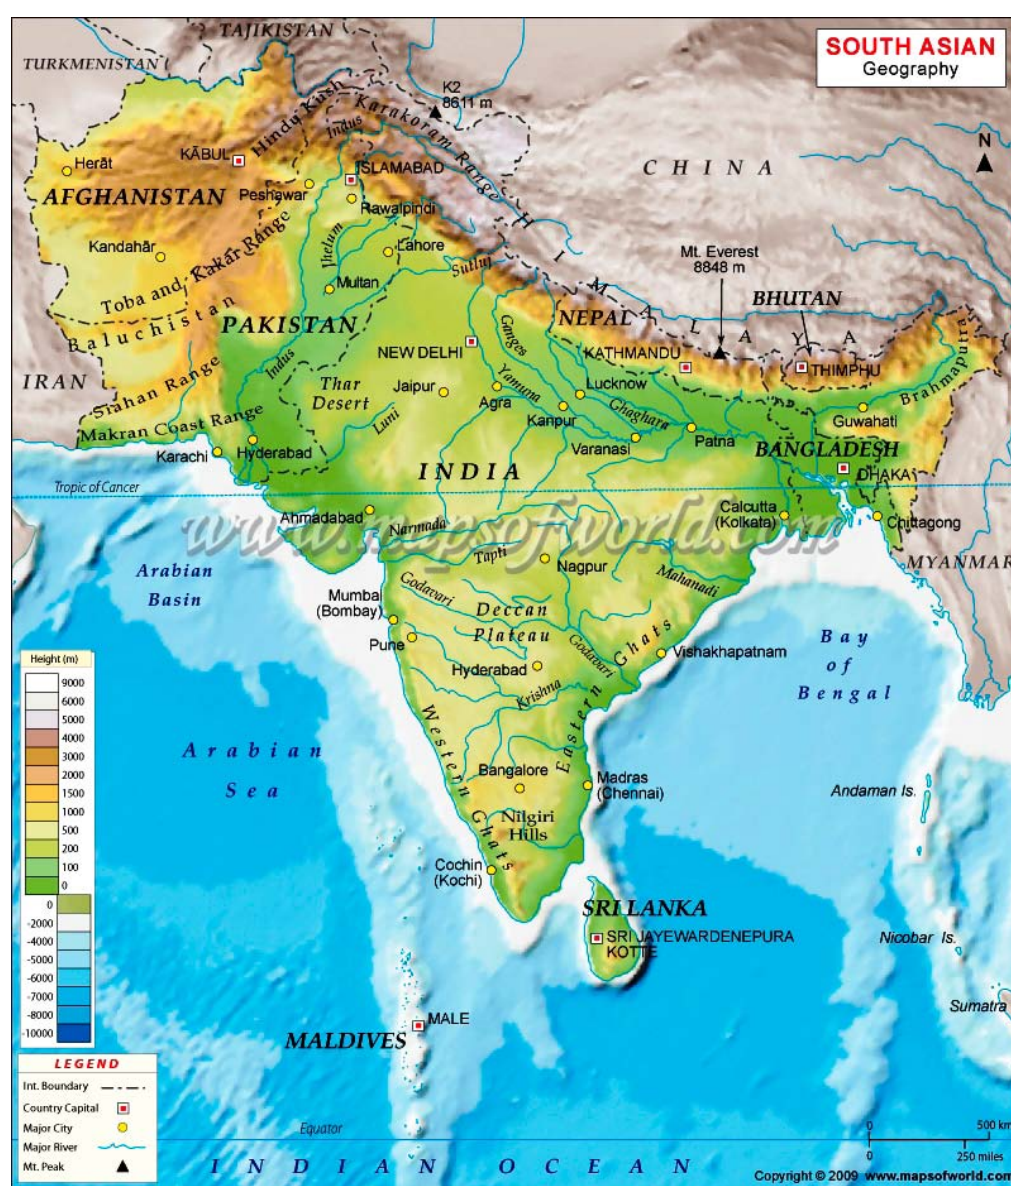 SOUTH ASIAN
Geography
TAJIKISTAN
TURKMENISTAN
K2
8611 m
Hindu Kush
Karakoram Range
Indus
N
KĀBUL
ISLAMABAD
CHINA
Herāt
AFGHANISTAN
Peshawar
Rawalpindi
Kandahār
Toba and Kakar Range
Jhelum
Lahore
Sutluj
HIMALAYA
Mt. Everest
8848 m
Multan
BHUTAN
Baluchistan
PAKISTAN
NEPAL
Ganges
Indus
NEW DELHI
KATHMANDU
THIMPHU
Brahmaputra
IRAN
Siahan Range
Thar
Desert
Jaipur
Agra
Yamuna
Lucknow
Kanpur
Ghaghara
Guwahati
Makran Coast Range
Luni
Karachi
Hyderabad
Varanasi
Patna
BANGLADESH
INDIA
DHAKA
Tropic of Cancer
www.mapsofworld.com
Ahmadabad
Narmada
Calcutta
(Kolkata)
Chittagong
Tapti
Nagpur
Mahanadi
MYANMAR
Arabian
Basin
Mumbai
(Bombay)
Godavari
Deccan
Plateau
Pune
Hyderabad
Godavari
Eastern Ghats
Vishakhapatnam
Bay
of
Bengal
Krishna
Western Ghats
Arabian
Sea
Bangalore
Madras
(Chennai)
Andaman Is.
Nilgiri
Hills
Cochin
(Kochi)
SRI LANKA
SRI JAYEWARDENEPURA
KOTTE
Nicobar Is.
Sumatra
MALE
MALDIVES
Height (m)
9000
6000
5000
4000
3000
2000
1500
1000
500
200
100
0
0
-2000
-4000
-5000
-6000
-7000
-8000
-10000
LEGEND
Int. Boundary
Country Capital
Major City
Major River
Mt. Peak
Equator
INDIAN OCEAN
0 500 km
0 250 miles
Copyright © 2009 www.mapsofworld.com